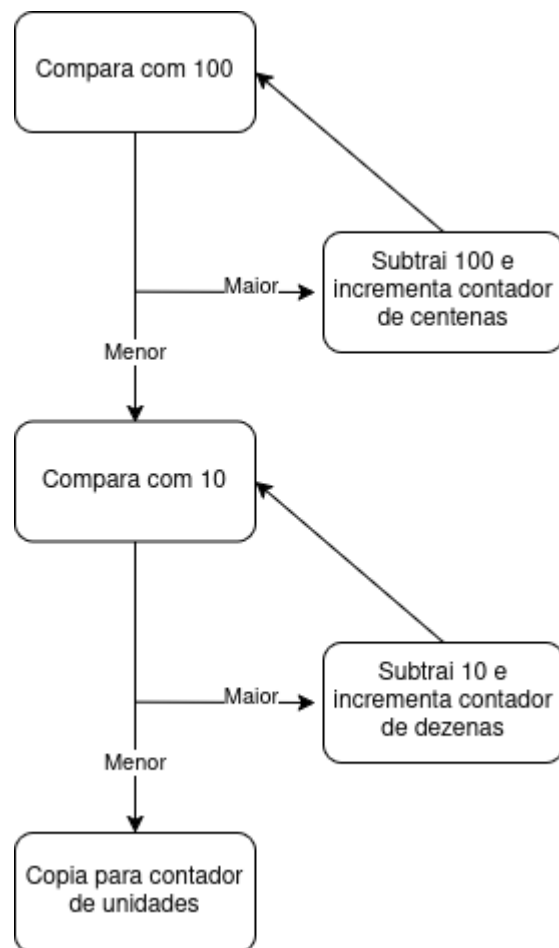 Compara com 100
Subtrai 100 e
incrementa contador
de centenas
Maior
Menor
Compara com 10
Subtrai 10 e
incrementa contador
de dezenas
Maior
Menor
Copia para contador
de unidades